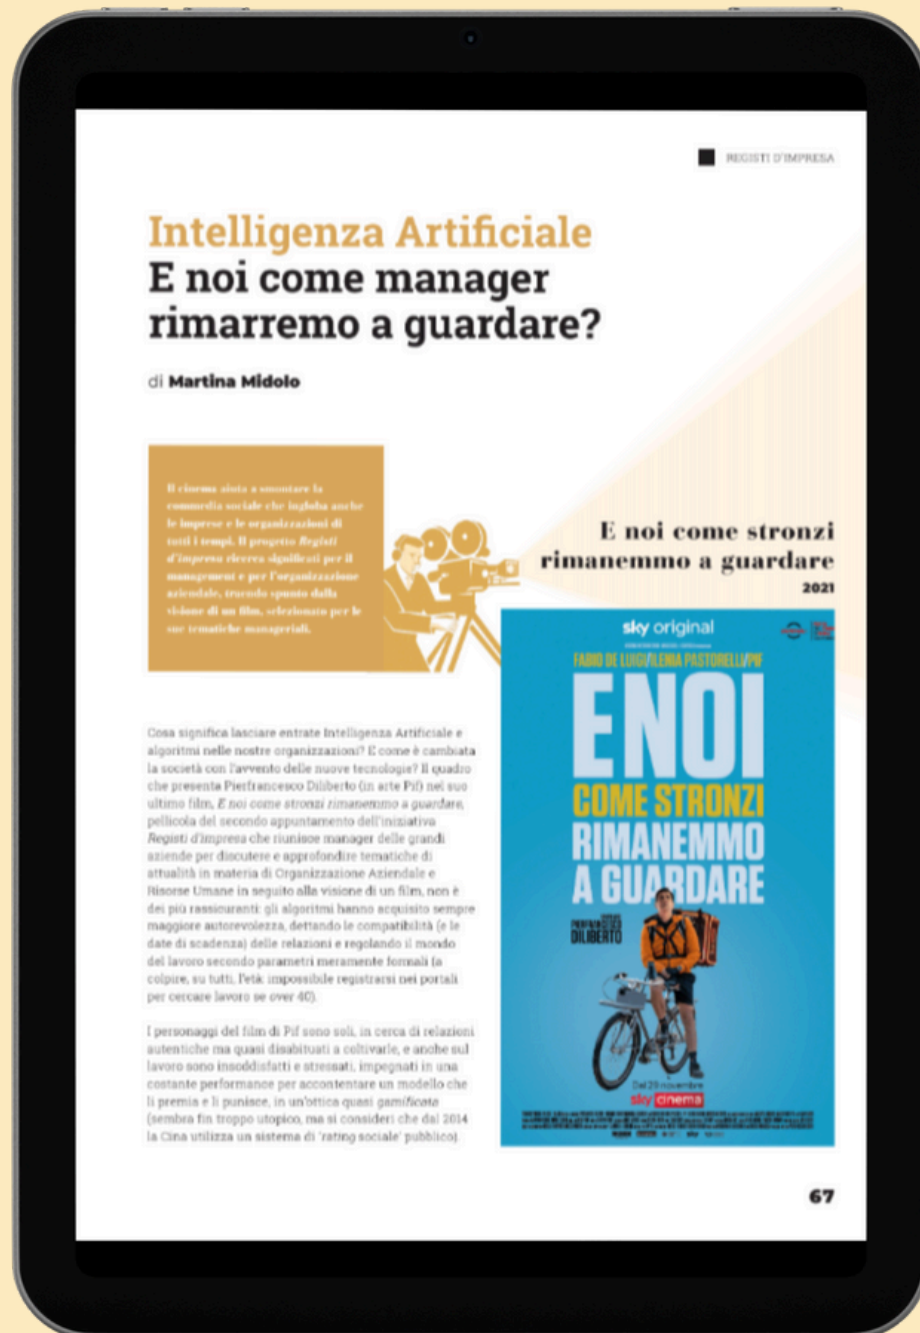 REGISTI D'IMPRESA
Intelligenza Artificiale
E noi come manager
rimarremo a guardare?
di Martina Midolo
Il cinema aiuta a smontare la
commedia sociale che ingloba anche
le imprese e le organizzazioni di
tutti i tempi. Il progetto Registi
d'impresa ricerca significati per il
management e per l'organizzazione
aziendale, traendo spunto dalla
visione di un film, selezionato per le
sue tematiche manageriali.
E noi come stronzi
rimanemmo a guardare
2021
Cosa significa lasciare entrate Intelligenza Artificiale e
algoritmi nelle nostre organizzazioni? E come è cambiata
la società con l'avvento delle nuove tecnologie? Il quadro
che presenta Pierfrancesco Diliberto (in arte Pif) nel suo
ultimo film, E noi come stronzi rimanemmo a guardare,
pellicola del secondo appuntamento dell'iniziativa
Registi d'impresa che riunisce manager delle grandi
aziende per discutere e approfondire tematiche di
attualità in materia di Organizzazione Aziendale e
Risorse Umane in seguito alla visione di un film, non è
dei più rassicuranti: gli algoritmi hanno acquisito sempre
maggiore autorevolezza, dettando le compatibilità (e le
date di scadenza) delle relazioni e regolando il mondo
del lavoro secondo parametri meramente formali (a
colpire, su tutti, l'età: impossibile registrarsi nei portali
per cercare lavoro se over 40).
I personaggi del film di Pif sono soli, in cerca di relazioni
autentiche ma quasi disabituati a coltivarle, e anche sul
lavoro sono insoddisfatti e stressati, impegnati in una
costante performance per accontentare un modello che
li premia e li punisce, in un'ottica quasi gamificata
(sembra fin troppo utopico, ma si consideri che dal 2014
la Cina utilizza un sistema di 'rating sociale' pubblico).
sky original
FABIO DE LUIGI/ILENIA PASTORELLI/PIF
E NOI
COME STRONZI
RIMANEMMO
A GUARDARE
PIERFRANCESCO
DILIBERTO
Dal 29 novembre
sky cinema
67